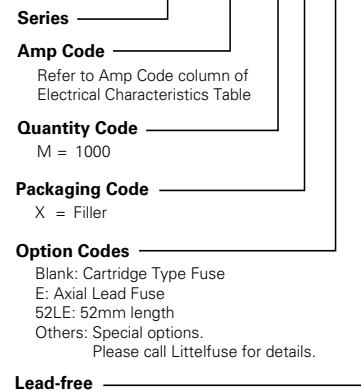 Series
Amp Code
Refer to Amp Code column of
Electrical Characteristics Table
Quantity Code
M = 1000
Packaging Code
X = Filler
Option Codes
Blank: Cartridge Type Fuse
E: Axial Lead Fuse
52LE: 52mm length
Others: Special options.
Please call Littelfuse for details.
Lead-free